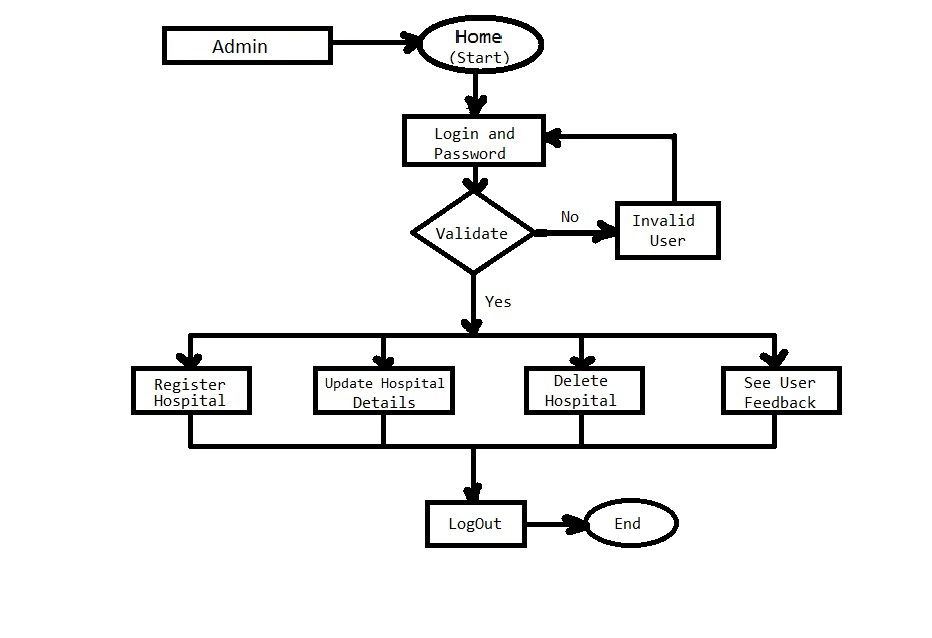 Admin
Home
(Start)
Login and
Password
Validate
No
Invalid
User
Yes
Register
Hospital
Update Hospital
Details
Delete
Hospital
See User
Feedback
LogOut
End